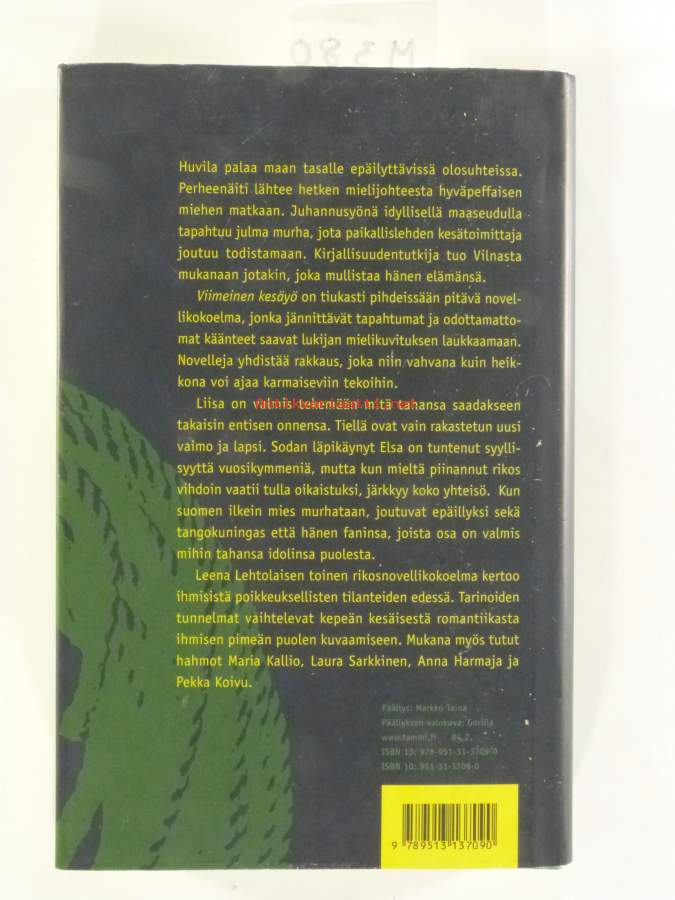 M380
Huvila palaa maan tasalle epäilyttävissä olosuhteissa.
Perheenäiti lähtee hetken mielijohteesta hyväpeffaisen
miehen matkaan. Juhannusyönä idyllisellä maaseudulla
tapahtuu julma murha, jota paikallislehden kesätoimittaja
joutuu todistamaan. Kirjallisuudentutkija tuo Vilnasta
mukanaan jotakin, joka mullistaa hänen elämänsä.
Viimeinen kesäyö on tiukasti pihdeissään pitävä novel-
likokoelma, jonka jännittävät tapahtumat ja odottamatto-
mat käänteet saavat lukijan mielikuvituksen laukkaamaan.
Novelleja yhdistää rakkaus, joka niin vahvana kuin heik-
kona voi ajaa karmaiseviin tekoihin.
Liisa on valmis tekemään mitä tahansa saadakseen
takaisin entisen onnensa. Tiellä ovat vain rakastetun uusi
vaimo ja lapsi. Sodan läpikäynyt Elsa on tuntenut syylli-
syyttä vuosikymmeniä, mutta kun mieltä piinannut rikos
vihdoin vaatii tulla oikaistuksi, järkkyy koko yhteisö. Kun
suomen ilkein mies murhataan, joutuvat epäillyksi sekä
tangokuningas että hänen faninsa, joista osa on valmis
mihin tahansa idolinsa puolesta.
Leena Lehtolaisen toinen rikosnovellikokoelma kertoo
ihmisistä poikkeuksellisten tilanteiden edessä. Tarinoiden
tunnelmat vaihtelevat kepeän kesäisestä romantiikasta
ihmisen pimeän puolen kuvaamiseen. Mukana myös tutut
hahmot Maria Kallio, Laura Sarkkinen, Anna Harmaja ja
Pekka Koivu.
Päällys: Markko Taina
Päällyksen valokuva: Gorilla
www.tammi.fi 84.2
ISBN 13: 978-951-31-3709-0
ISBN 10: 951-31-3709-0
9 789513 137090